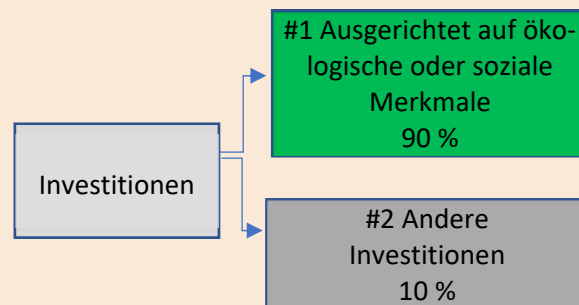 #1 Ausgerichtet auf öko-
logische oder soziale
Merkmale
90 %
Investitionen
#2 Andere
Investitionen
10 %